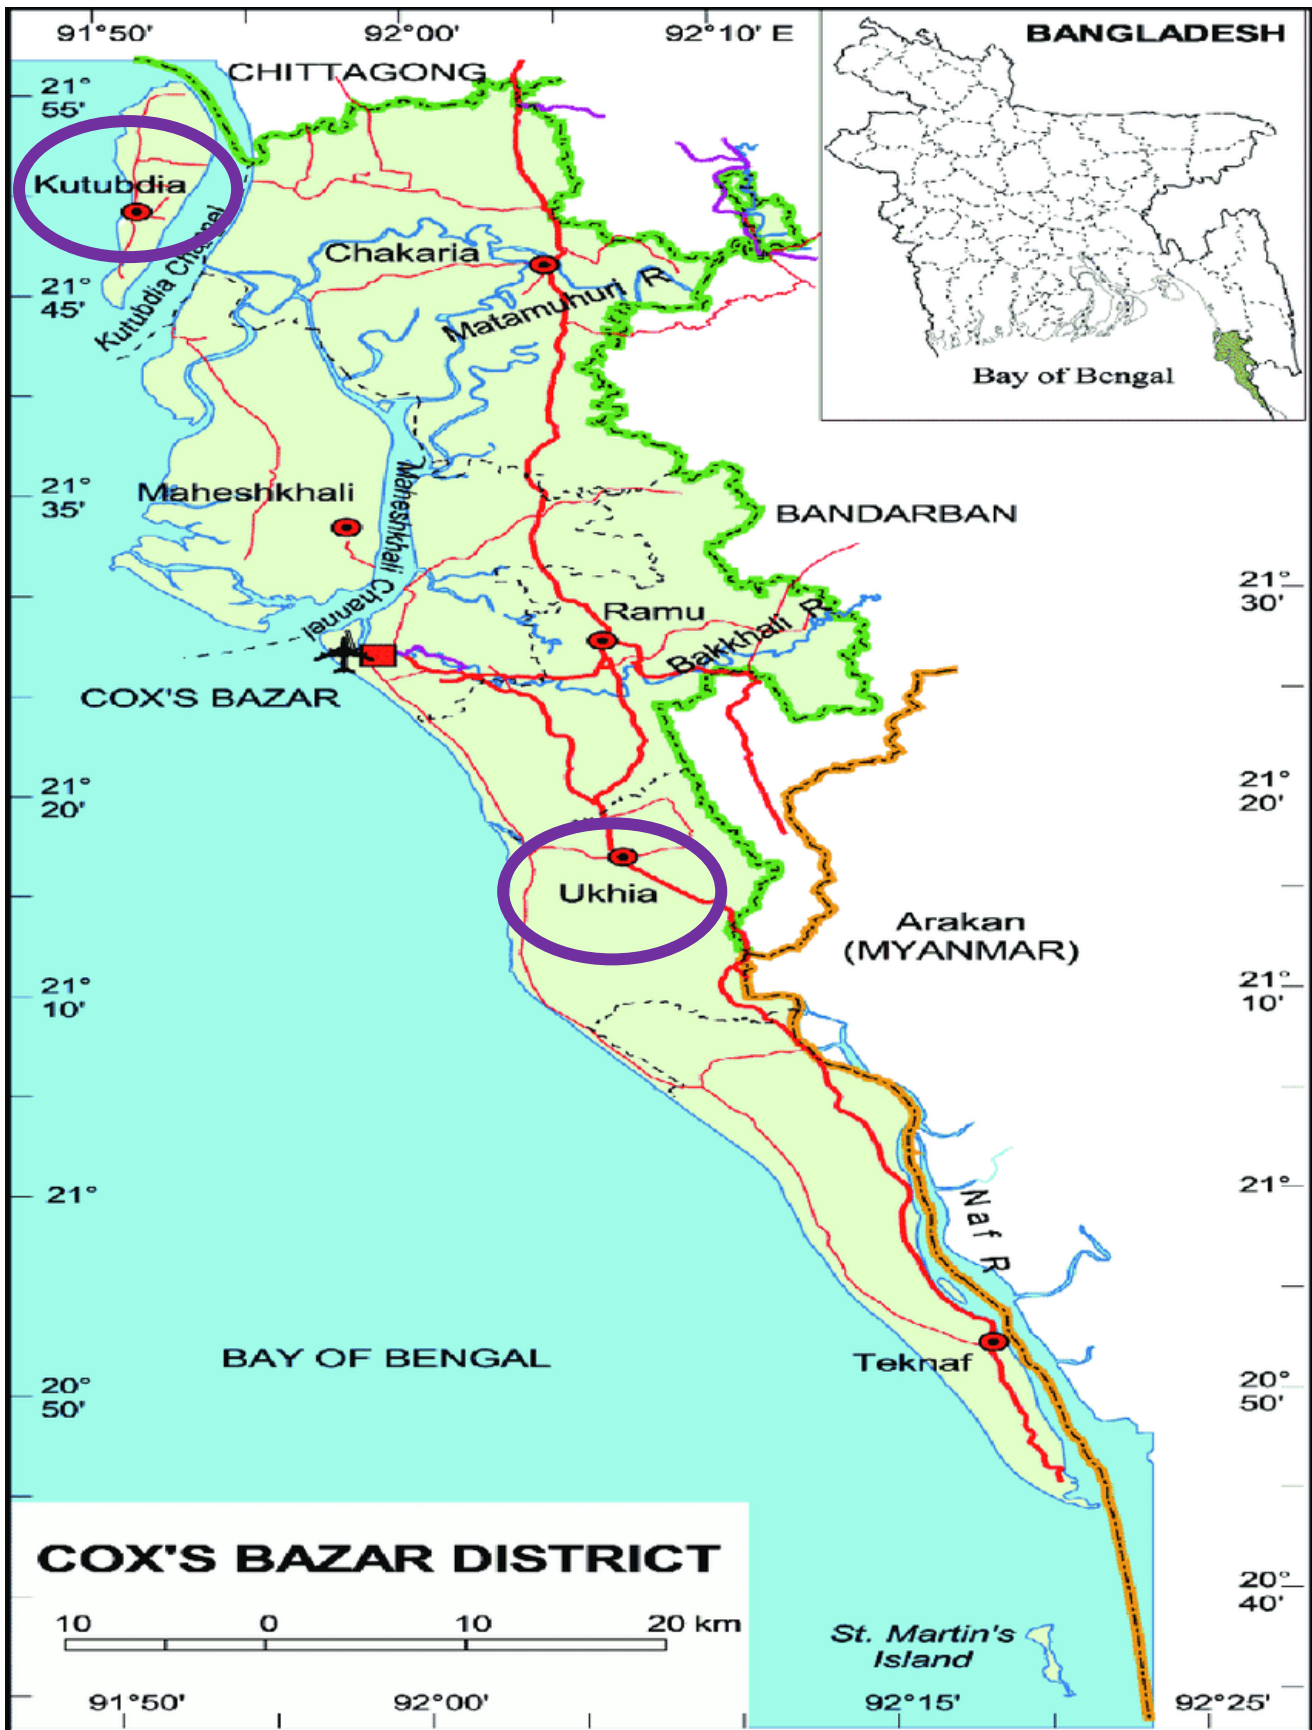 91°50'
92°00'
92°10' E
BANGLADESH
CHITTAGONG
21°
55'
Kutubdia
Kutubdia Channel
Chakaria
Matamuhuri R
21°
45'
Bay of Bengal
21°
35'
Maheshkhali
Maheshkhali Channel
BANDARBAN
21°
30'
Ramu
Bakkhali R
COX'S BAZAR
21°
20'
21°
20'
Ukhia
Arakan
(MYANMAR)
21°
10'
21°
10'
21°
21°
Naf R
BAY OF BENGAL
Teknaf
20°
50'
20°
50'
COX'S BAZAR DISTRICT
10 0 10 20 km
20°
40'
St. Martin's
Island
91°50'
92°00'
92°15'
92°25'